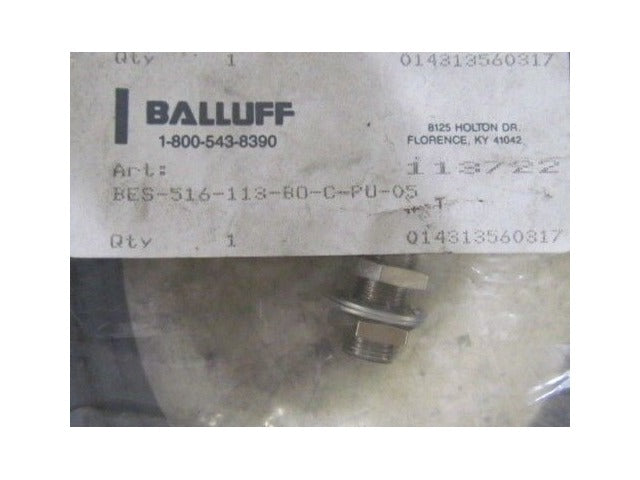 Qty 1 014313560317
BALLUFF
1-800-543-8390
8125 HOLTON DR.
FLORENCE, KY 41042
Art: 113722
BES-516-113-BO-C-PU-05
Qty 1 014313560317